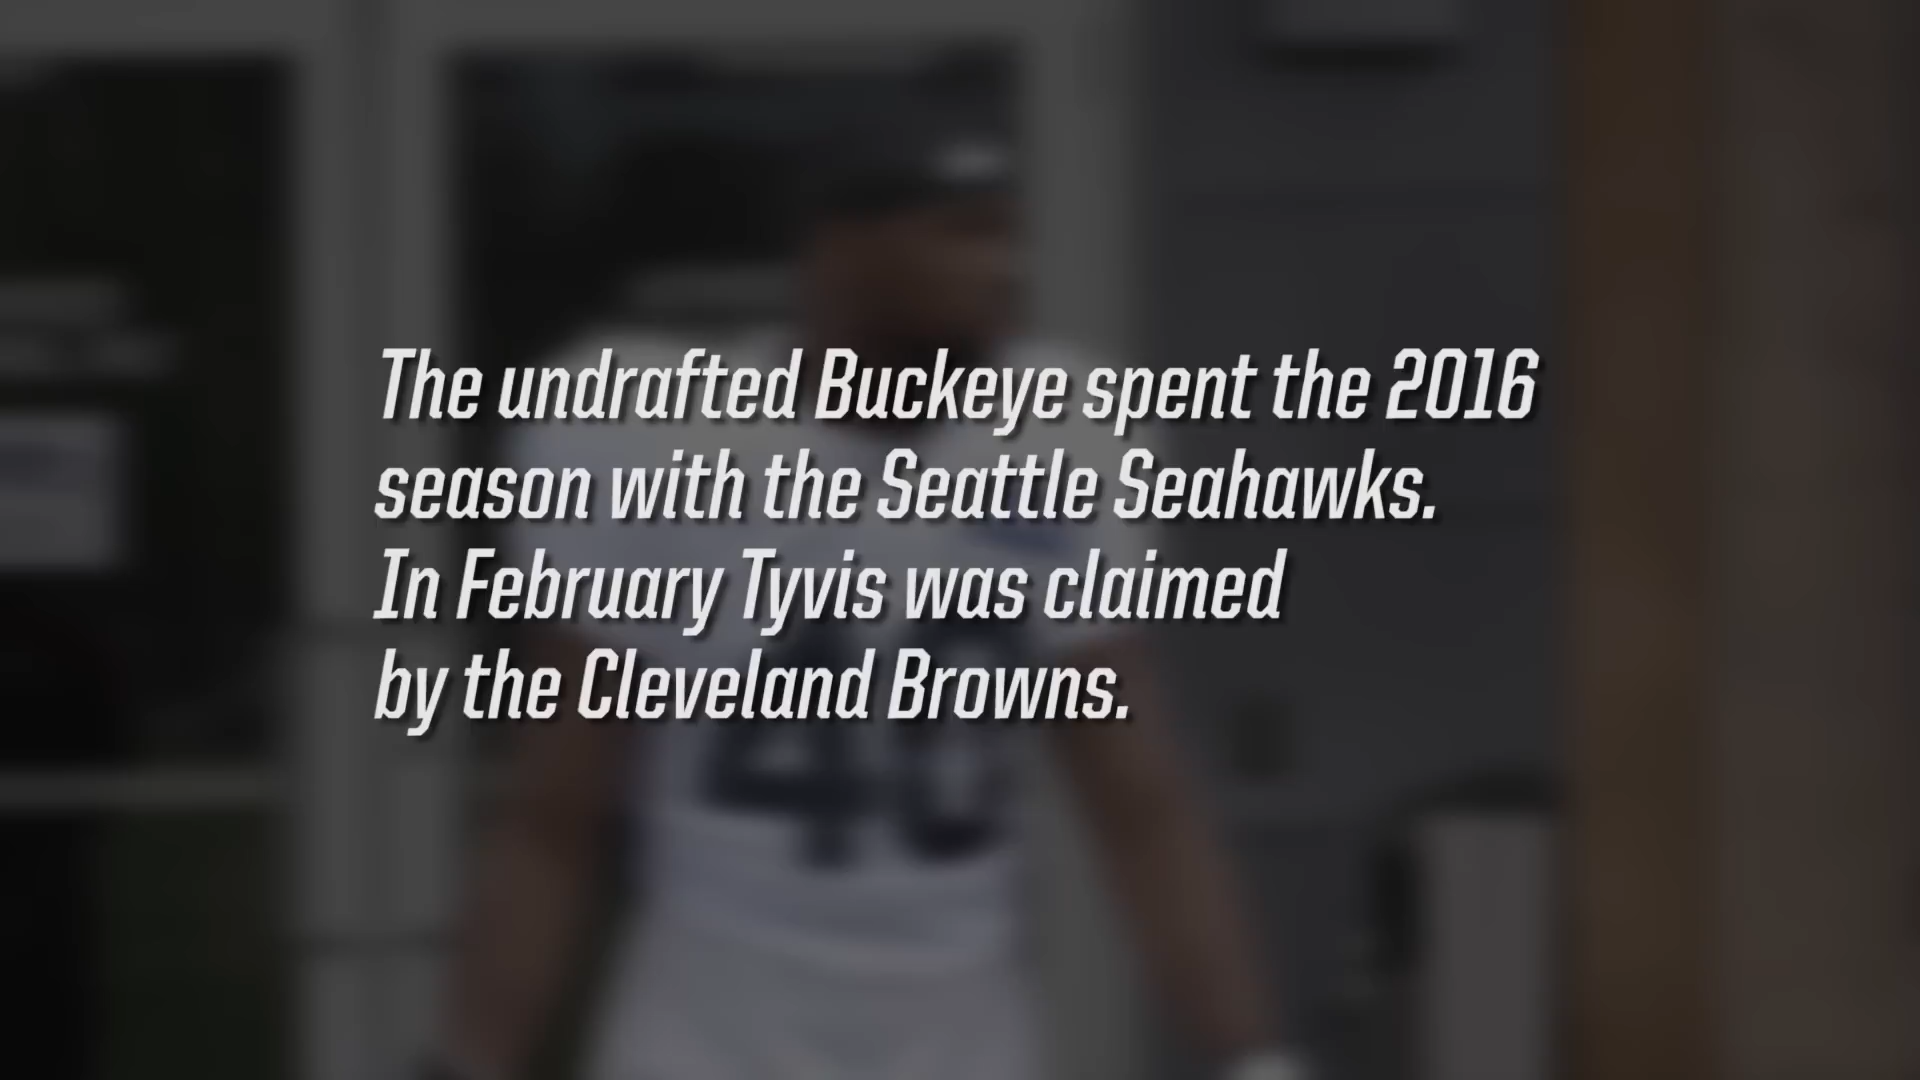 The undrafted Buckeye spent the 2016
season with the Seattle Seahawks.
In February Tyvis was claimed
by the Cleveland Browns.